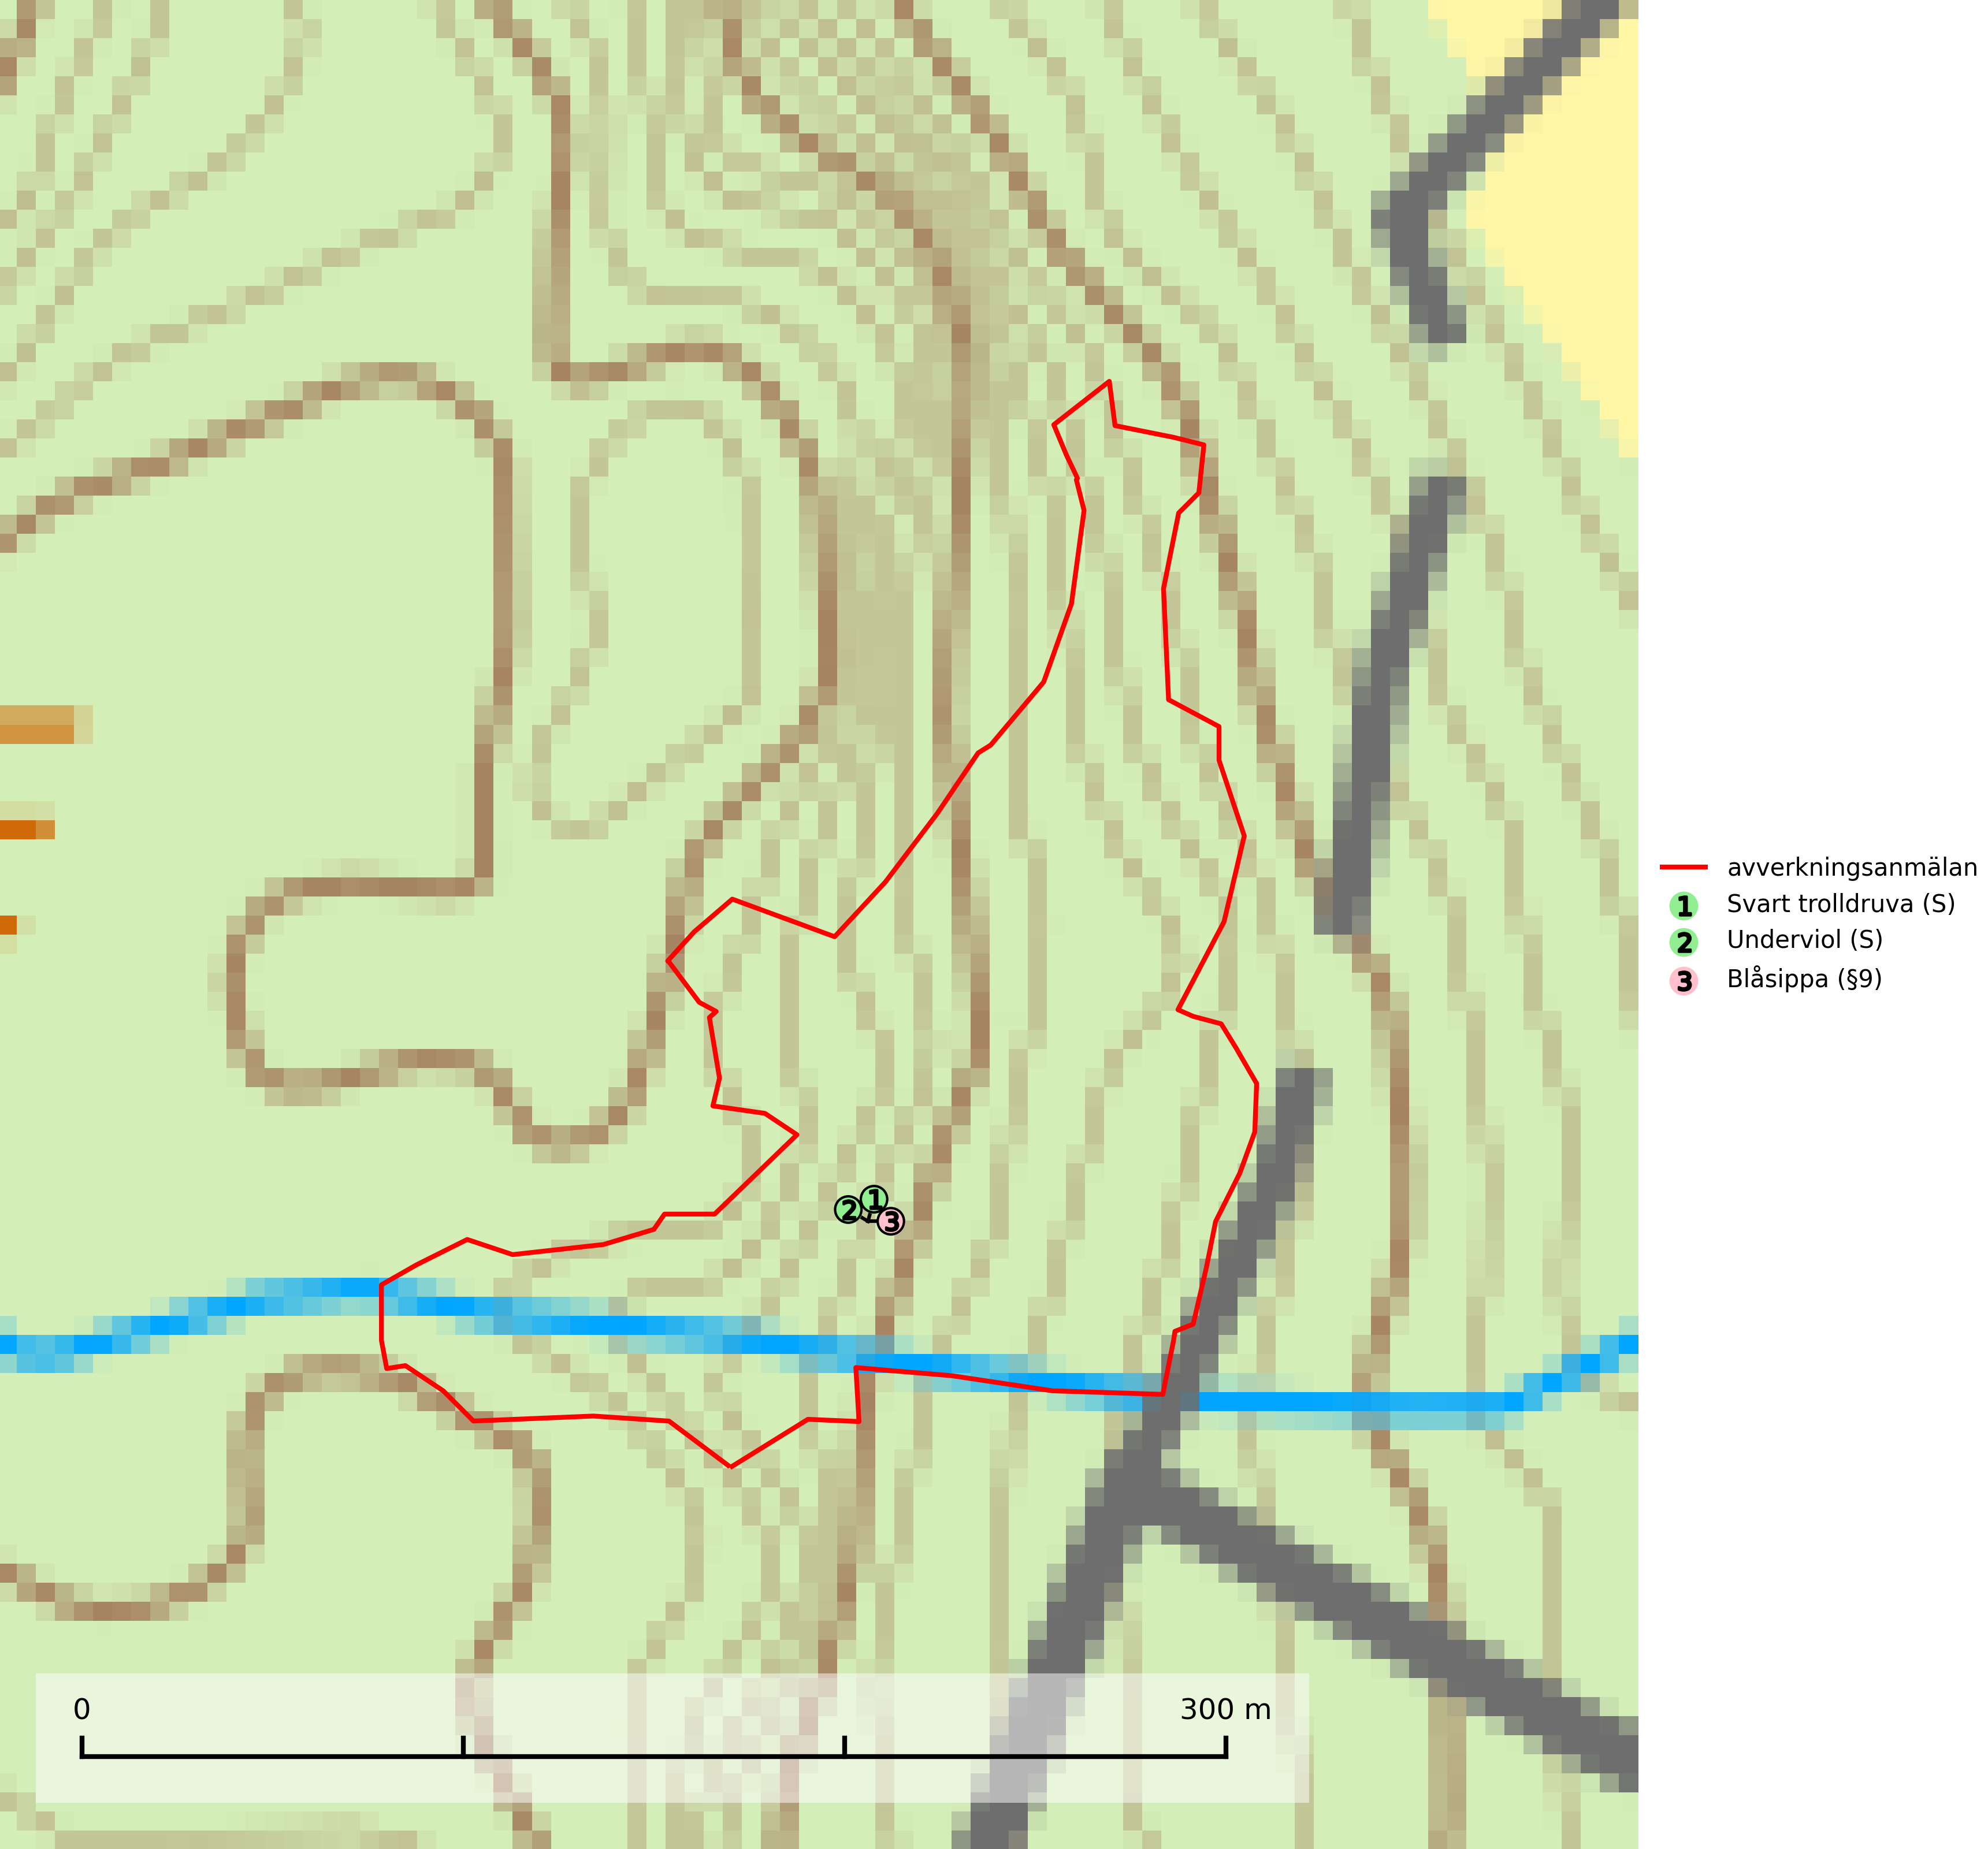 avverkningsanmälan
1 Svart trolldruva (S)
2 Underviol (S)
3 Blåsippa (§9)
1
2
3
0
300 m